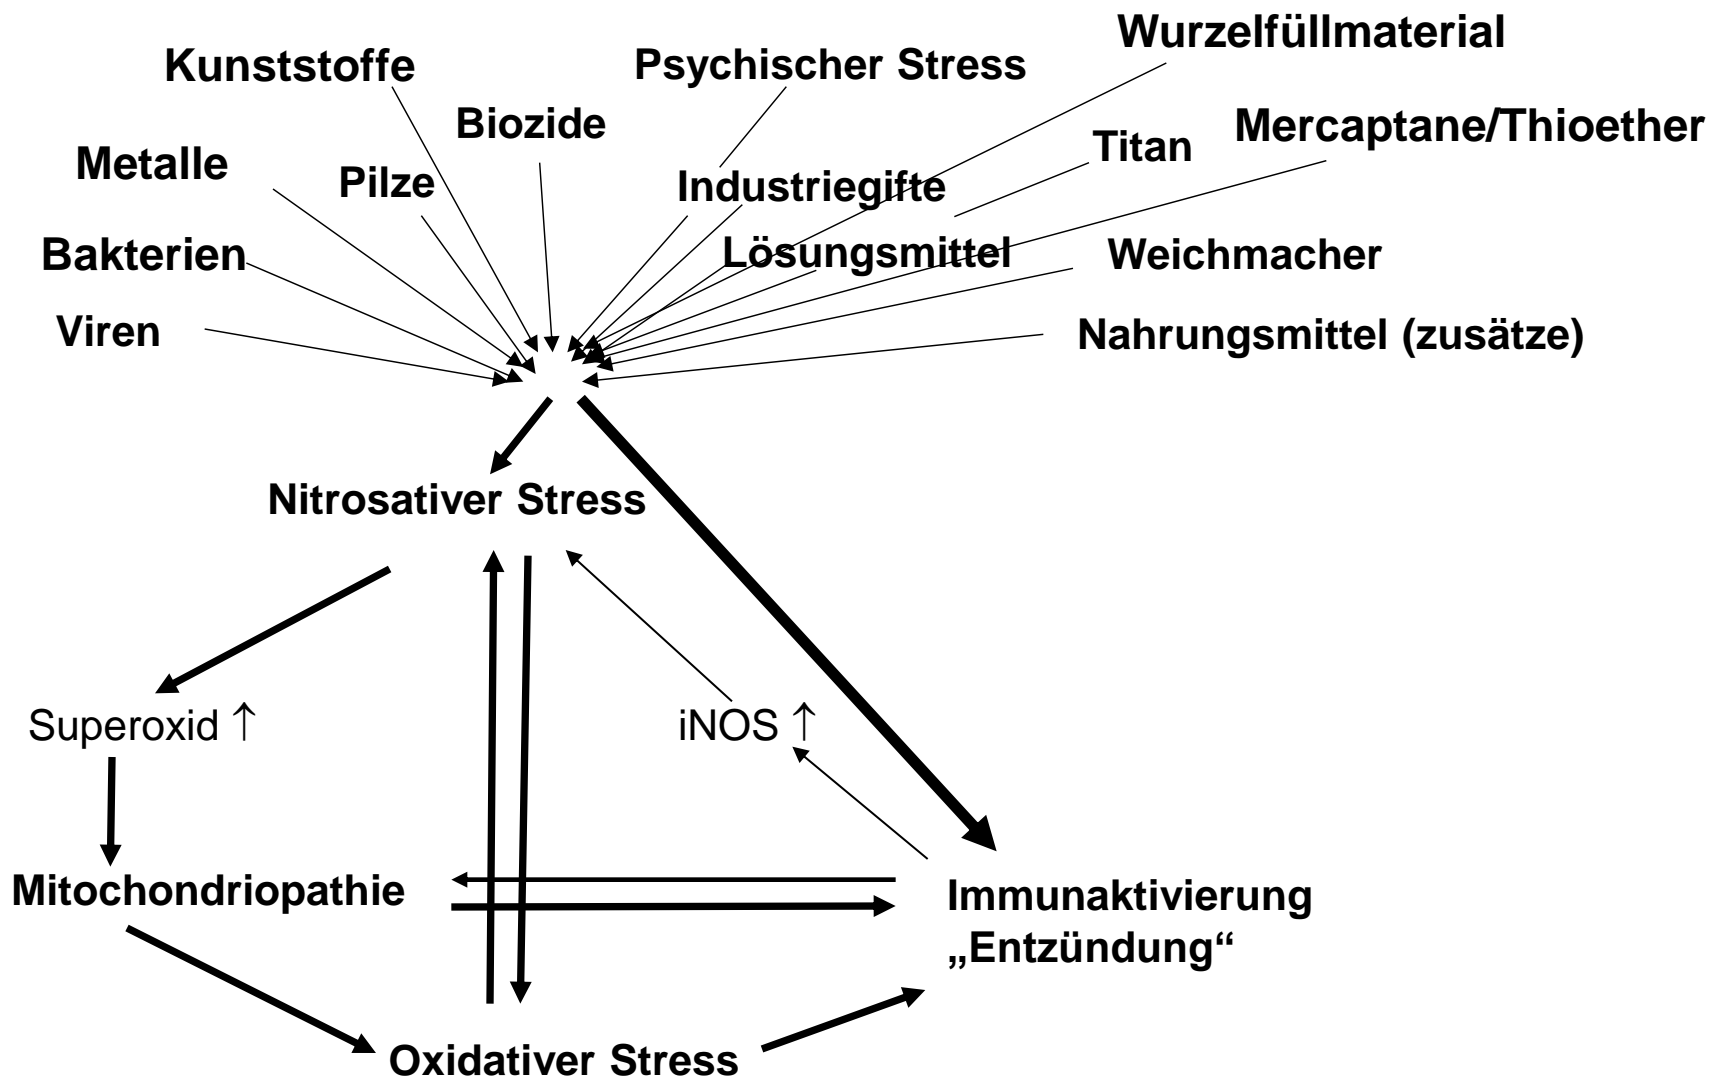 Wurzelfüllmaterial
Kunststoffe
Psychischer Stress
Biozide
Mercaptane/Thioether
Titan
Metalle
Pilze
Industriegifte
Bakterien
Lösungsmittel
Weichmacher
Viren
Nahrungsmittel (zusätze)
Nitrosativer Stress
Superoxid ↑
iNOS ↑
Mitochondriopathie
Immunaktivierung
„Entzündung“
Oxidativer Stress